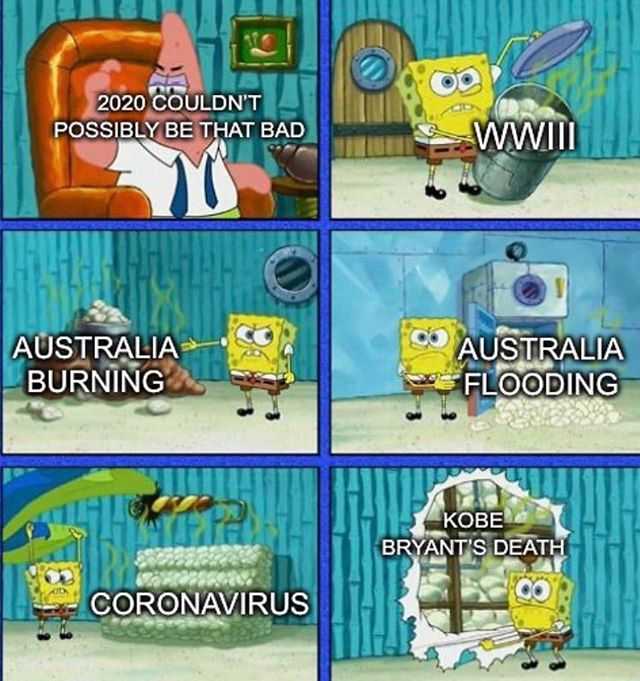 2020 COULDN'T
POSSIBLY BE THAT BAD
WWIII
AUSTRALIA
BURNING
AUSTRALIA
FLOODING
CORONAVIRUS
KOBE
BRYANT'S DEATH